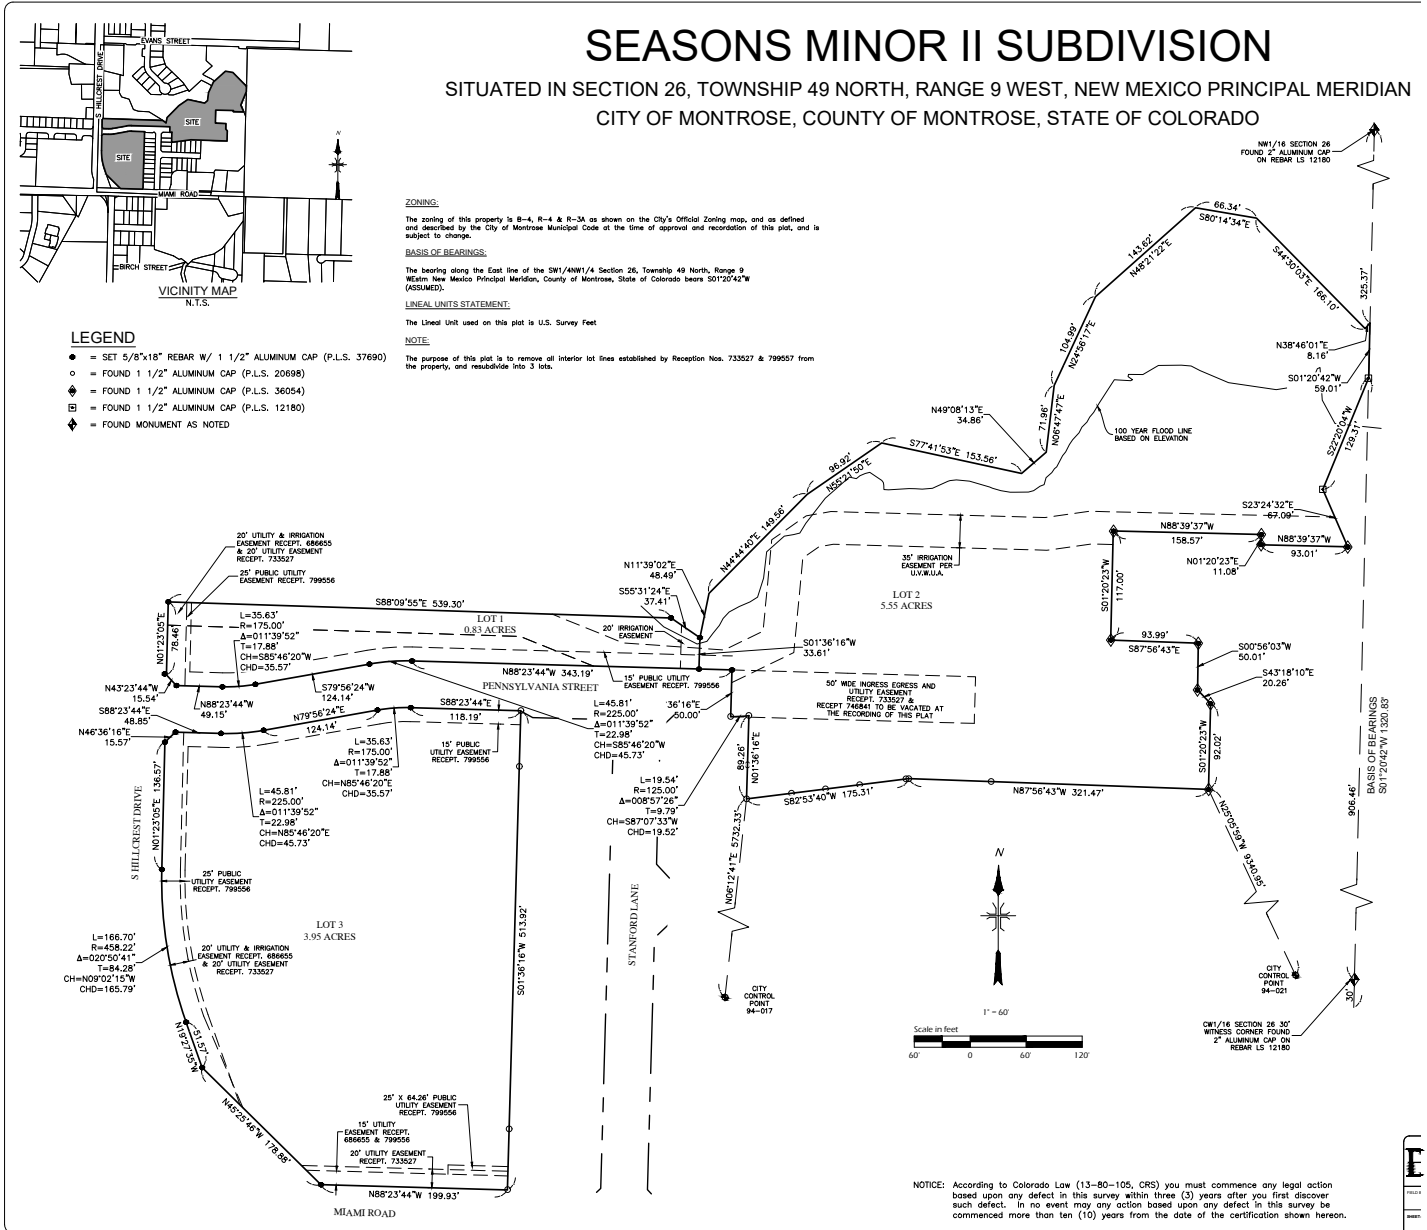 SEASONS MINOR II SUBDIVISION
SITUATED IN SECTION 26, TOWNSHIP 49 NORTH, RANGE 9 WEST, NEW MEXICO PRINCIPAL MERIDIAN
CITY OF MONTROSE, COUNTY OF MONTROSE, STATE OF COLORADO
EVANS STREET
S HILLCREST DRIVE
SITE
SITE
MIAMI ROAD
BIRCH STREET
N
VICINITY MAP
N.T.S.
ZONING:
The zoning of this property is B-4, R-4 & R-3A as shown on the City's Official Zoning map, and as defined
and described by the City of Montrose Municipal Code at the time of approval and recordation of this plat, and is
subject to change.
BASIS OF BEARINGS:
The bearing along the East line of the SW1/4NW1/4 Section 26, Township 49 North, Range 9
WEstm New Mexico Principal Meridian, County of Montrose, State of Colorado bears S01°20'42"W
(ASSUMED).
LINEAL UNITS STATEMENT:
The Lineal Unit used on this plat is U.S. Survey Feet
NOTE:
The purpose of this plat is to remove all interior lot lines established by Reception Nos. 733527 & 799557 from
the property, and resubdivide into 3 lots.
LEGEND
= SET 5/8"x18" REBAR W/ 1 1/2" ALUMINUM CAP (P.L.S. 37690)
= FOUND 1 1/2" ALUMINUM CAP (P.L.S. 20698)
= FOUND 1 1/2" ALUMINUM CAP (P.L.S. 36054)
= FOUND 1 1/2" ALUMINUM CAP (P.L.S. 12180)
= FOUND MONUMENT AS NOTED
NW1/16 SECTION 26
FOUND 2" ALUMINUM CAP
ON REBAR LS 12180
66.34'
S80°14'34"E
143.62'
N48°21'22"E
S44°30'03"E 166.10'
325.37'
104.99'
N24°56'17"E
N38°46'01"E
8.16'
S01°20'42"W
59.01'
71.96'
N06°47'47"E
N49°08'13"E
34.86'
100 YEAR FLOOD LINE
BASED ON ELEVATION
S22°20'04"W
129.31'
S77°41'53"E 153.56'
96.92'
N55°21'50"E
S23°24'32"E
67.09'
N44°44'40"E 149.56'
N88°39'37"W
158.57'
N88°39'37"W
93.01'
N01°20'23"E
11.08'
35' IRRIGATION
EASEMENT PER
U.V.W.U.A.
S01°20'23"W
117.00'
LOT 2
5.55 ACRES
20' UTILITY & IRRIGATION
EASEMENT RECEPT. 686655
& 20' UTILITY EASEMENT
RECEPT. 733527
25' PUBLIC UTILITY
EASEMENT RECEPT. 799556
N11°39'02"E
48.49'
S55°31'24"E
37.41'
S88°09'55"E 539.30'
LOT 1
0.83 ACRES
20' IRRIGATION
EASEMENT
N01°23'05"E
78.46'
L=35.63'
R=175.00'
Δ=011°39'52"
T=17.88'
CH=S85°46'20"W
CHD=35.57'
S01°36'16"W
33.61'
93.99'
S87°56'43"E
S00°56'03"W
50.01'
S43°18'10"E
20.26'
N88°23'44"W 343.19'
15' PUBLIC UTILITY
EASEMENT RECEPT. 799556
PENNSYLVANIA STREET
N43°23'44"W
15.54'
N88°23'44"W
49.15'
S79°56'24"W
124.14'
50' WIDE INGRESS EGRESS AND
UTILITY EASEMENT
RECEPT. 733527 &
RECEPT 746841 TO BE VACATED AT
THE RECORDING OF THIS PLAT
36'16"E
50.00'
S88°23'44"E
48.85'
N46°36'16"E
15.57'
N79°56'24"E
124.14'
S88°23'44"E
118.19'
L=45.81'
R=225.00'
Δ=011°39'52"
T=22.98'
CH=S85°46'20"W
CHD=45.73'
15' PUBLIC
UTILITY EASEMENT
RECEPT. 799556
L=35.63'
R=175.00'
Δ=011°39'52"
T=17.88'
CH=N85°46'20"E
CHD=35.57'
L=45.81'
R=225.00'
Δ=011°39'52"
T=22.98'
CH=N85°46'20"E
CHD=45.73'
89.26'
N01°36'16"E
L=19.54'
R=125.00'
Δ=008°57'26"
T=9.79'
CH=S87°07'33"W
CHD=19.52'
S82°53'40"W 175.31'
N87°56'43"W 321.47'
S01°20'23"W
92.02'
BASIS OF BEARINGS
S01°20'42"W 1320.83'
906.46'
N25°05'59"W 9340.95'
N06°12'41"E 5732.33'
N01°23'05"E 136.57'
S HILLCREST DRIVE
25' PUBLIC
UTILITY EASEMENT
RECEPT. 799556
LOT 3
3.95 ACRES
S01°36'16"W 513.92'
STANFORD LANE
N
L=166.70'
R=458.22'
Δ=020°50'41"
T=84.28'
CH=N09°02'15"W
CHD=165.79'
20' UTILITY & IRRIGATION
EASEMENT RECEPT. 686655
& 20' UTILITY EASEMENT
RECEPT. 733527
CITY
CONTROL
POINT
94-017
CITY
CONTROL
POINT
94-021
30'
1" = 60'
Scale in feet
60' 0 60' 120'
CW1/16 SECTION 26 30'
WITNESS CORNER FOUND
2" ALUMINUM CAP ON
REBAR LS 12180
51.57'
N19°27'35"W
N45°25'46"W 178.88'
25' X 64.26' PUBLIC
UTILITY EASEMENT
RECEPT. 799556
15' UTILITY
EASEMENT RECEPT.
686655 & 799556
20' UTILITY EASEMENT
RECEPT. 733527
N88°23'44"W 199.93'
MIAMI ROAD
NOTICE: According to Colorado Law (13-80-105, CRS) you must commence any legal action
based upon any defect in this survey within three (3) years after you first discover
such defect. In no event may any action based upon any defect in this survey be
commenced more than ten (10) years from the date of the certification shown hereon.